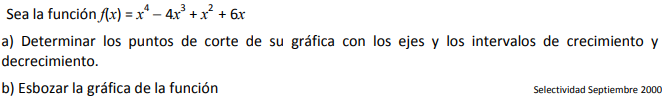 Sea la función f(x) = x⁴ – 4x³ + x² + 6x
a) Determinar los puntos de corte de su gráfica con los ejes y los intervalos de crecimiento y
decrecimiento.
b) Esbozar la gráfica de la función Selectividad Septiembre 2000